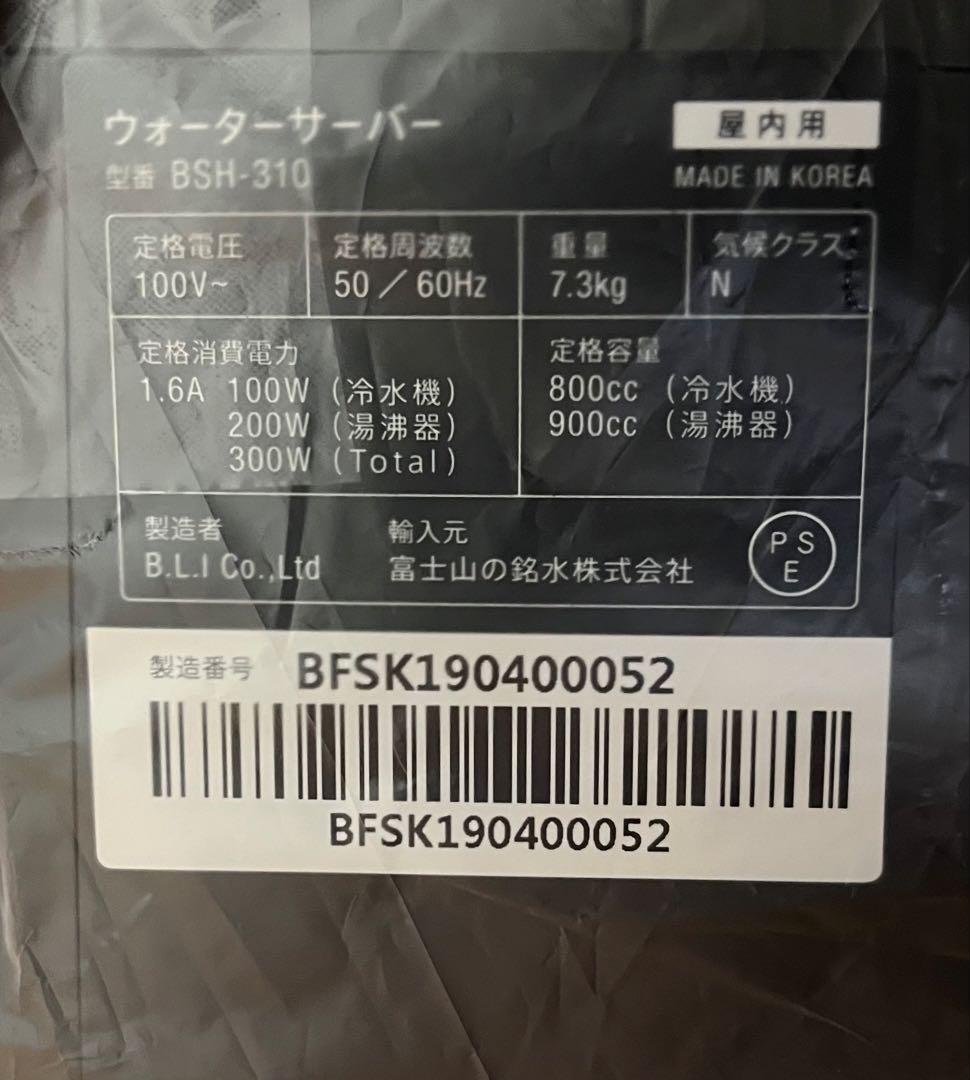 ウォーターサーバー
屋内用
型番 BSH-310
MADE IN KOREA
定格電圧
100V~
定格周波数
50／60Hz
重量
7.3kg
気候クラス
N
定格消費電力
1.6A 100W（冷水機）
200W（湯沸器）
300W（Total）
定格容量
800cc（冷水機）
900cc（湯沸器）
製造者
B.L.I Co.,Ltd
輸入元
富士山の銘水株式会社
PS
E
製造番号 BFSK190400052
BFSK190400052